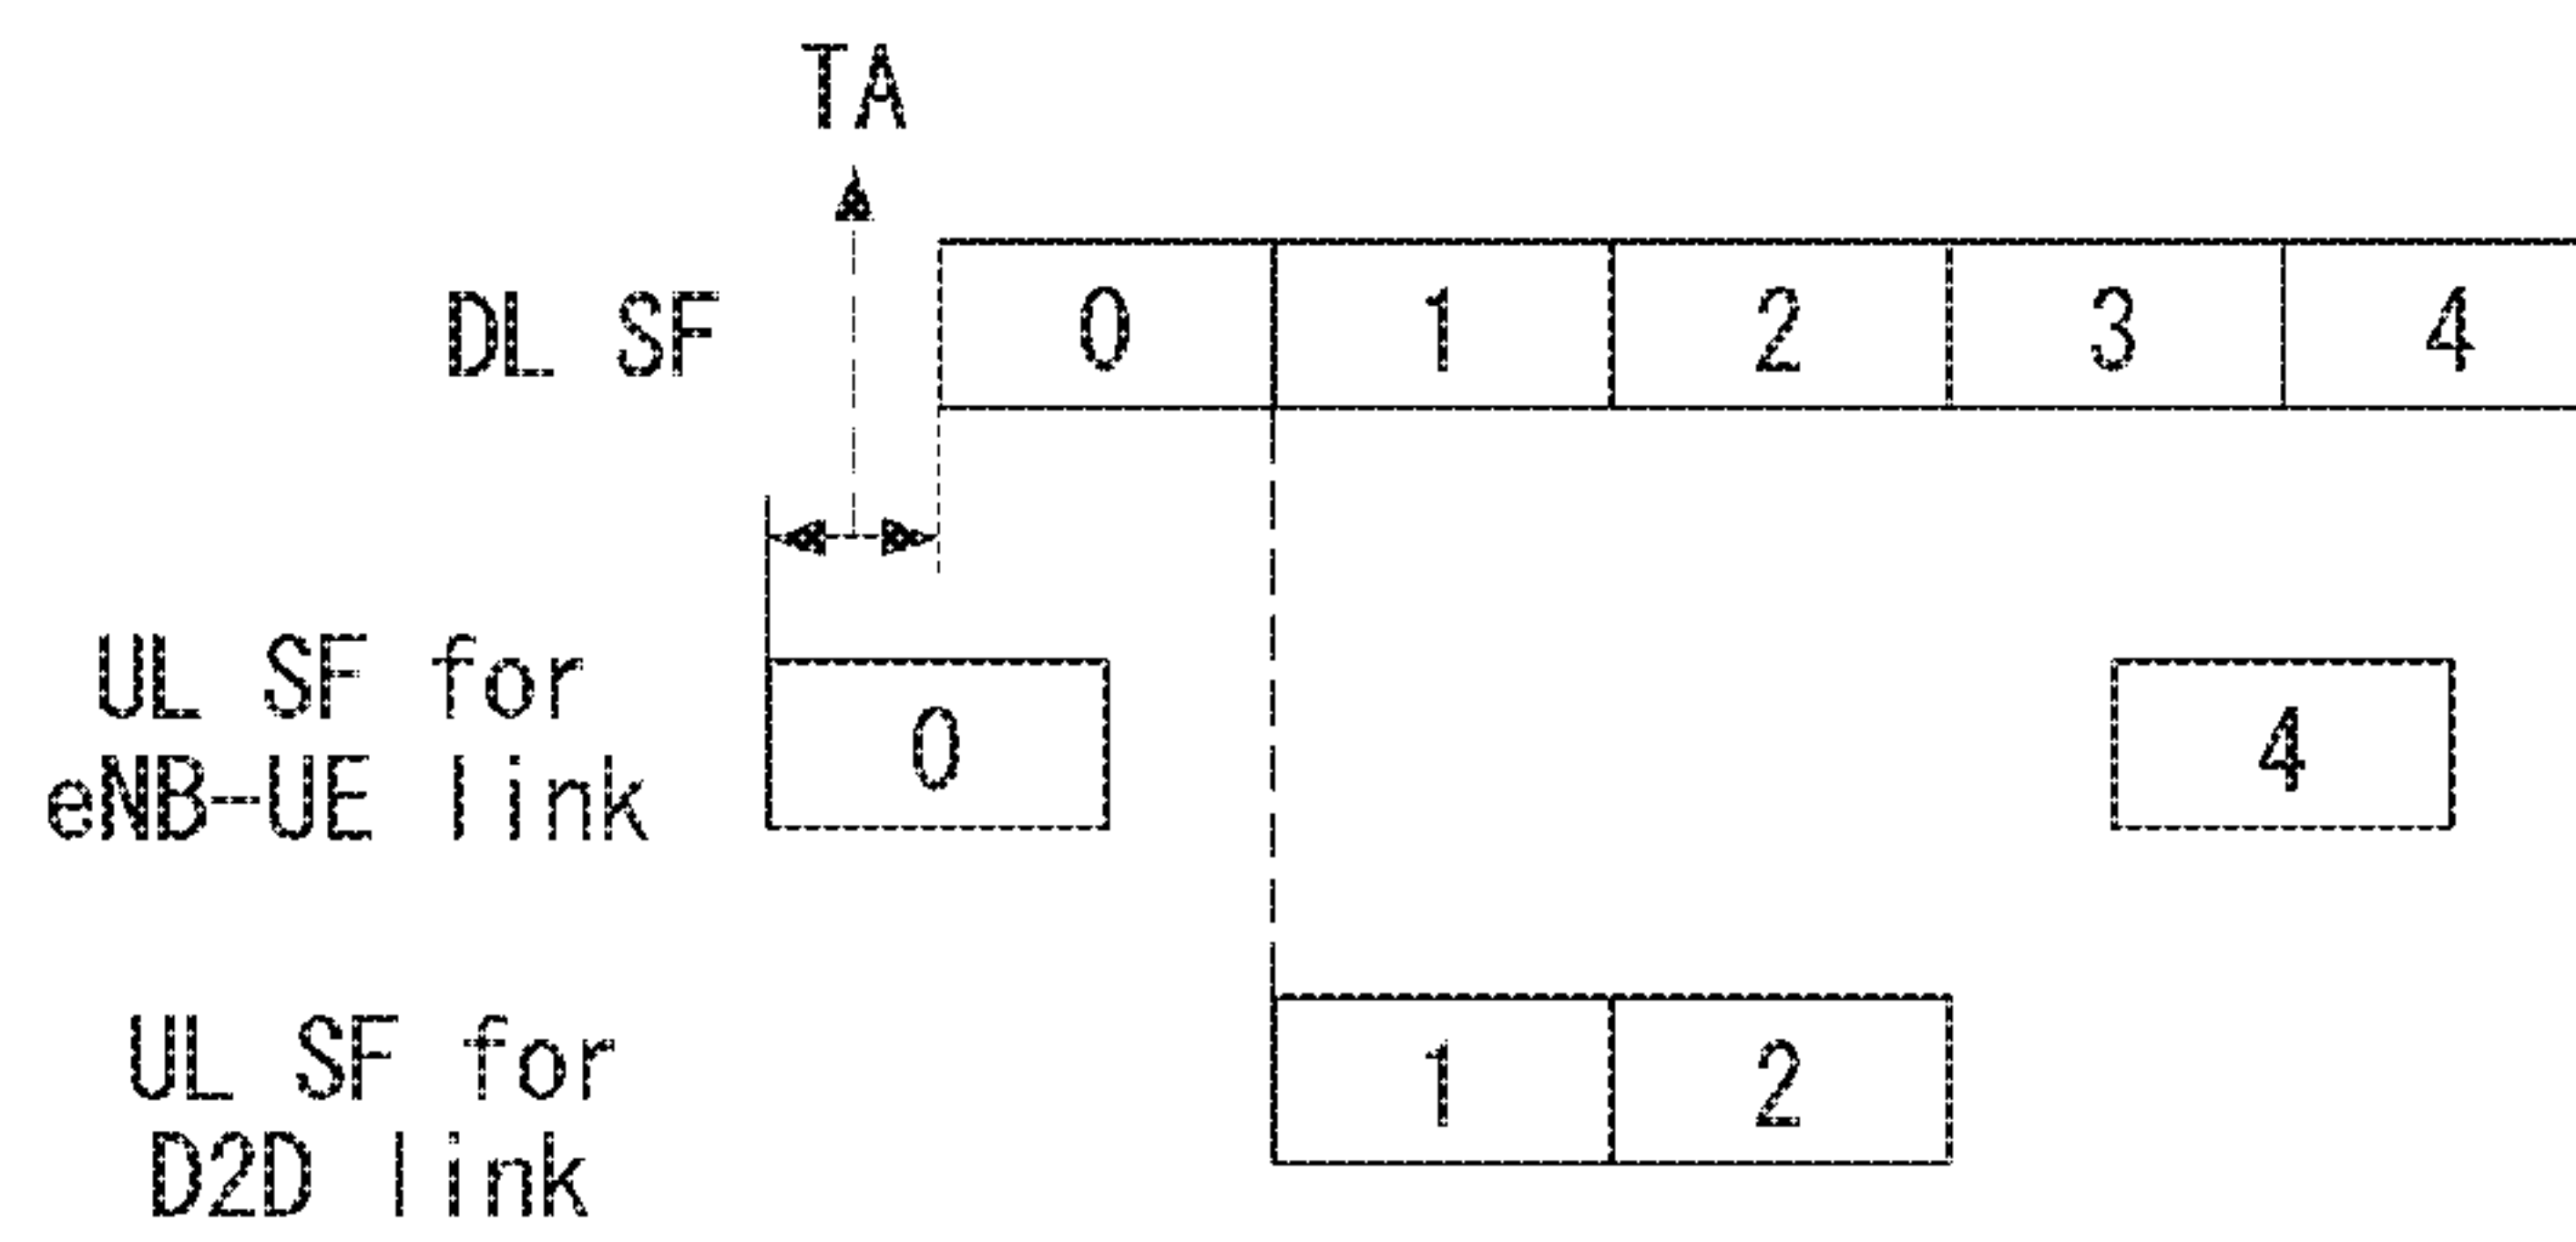 TA
DL SF 0 1 2 3 4
UL SF for
eNB-UE link
0 4
UL SF for
D2D link
1 2